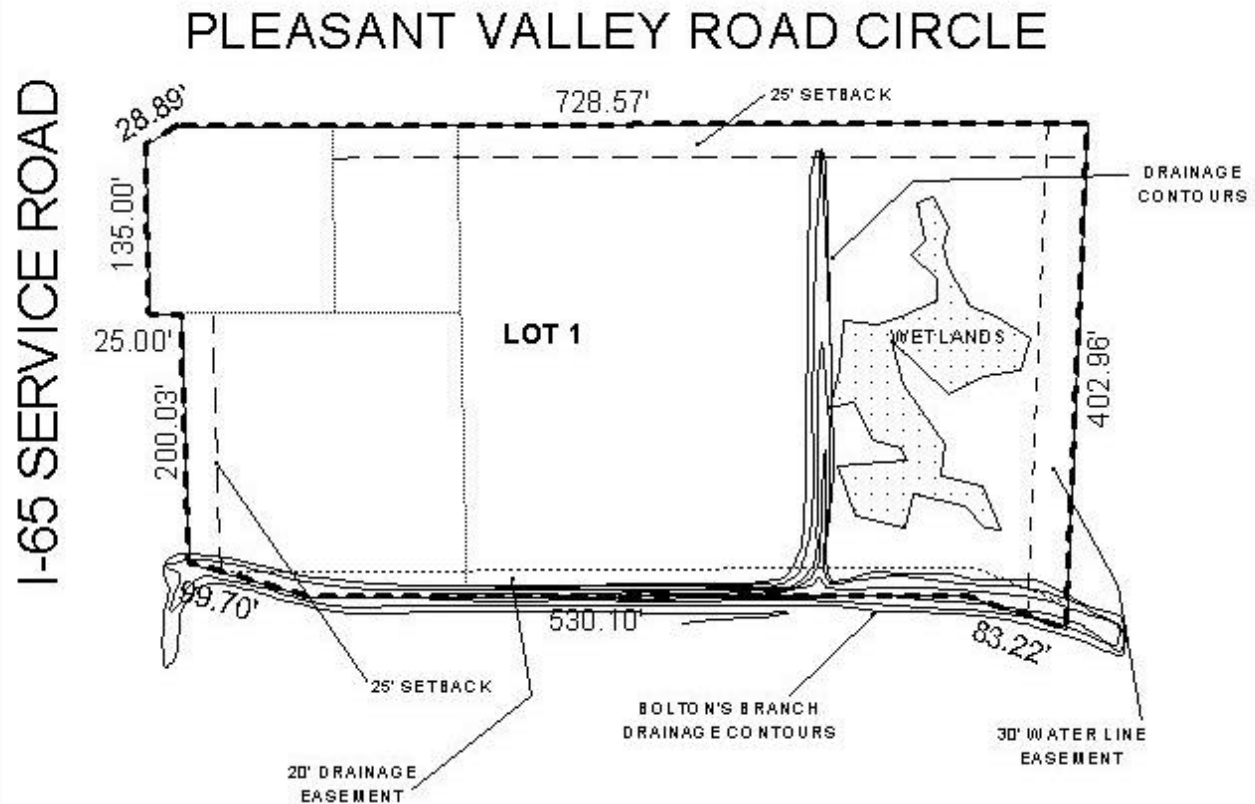 PLEASANT VALLEY ROAD CIRCLE
I-65 SERVICE ROAD
28.89'
728.57'
25' SETBACK
DRAINAGE
CONTOURS
135.00'
25.00'
LOT 1
WETLANDS
200.03'
402.96'
99.70'
530.10'
83.22'
25' SETBACK
BOLTON'S BRANCH
DRAINAGE CONTOURS
30' WATER LINE
EASEMENT
20' DRAINAGE
EASEMENT